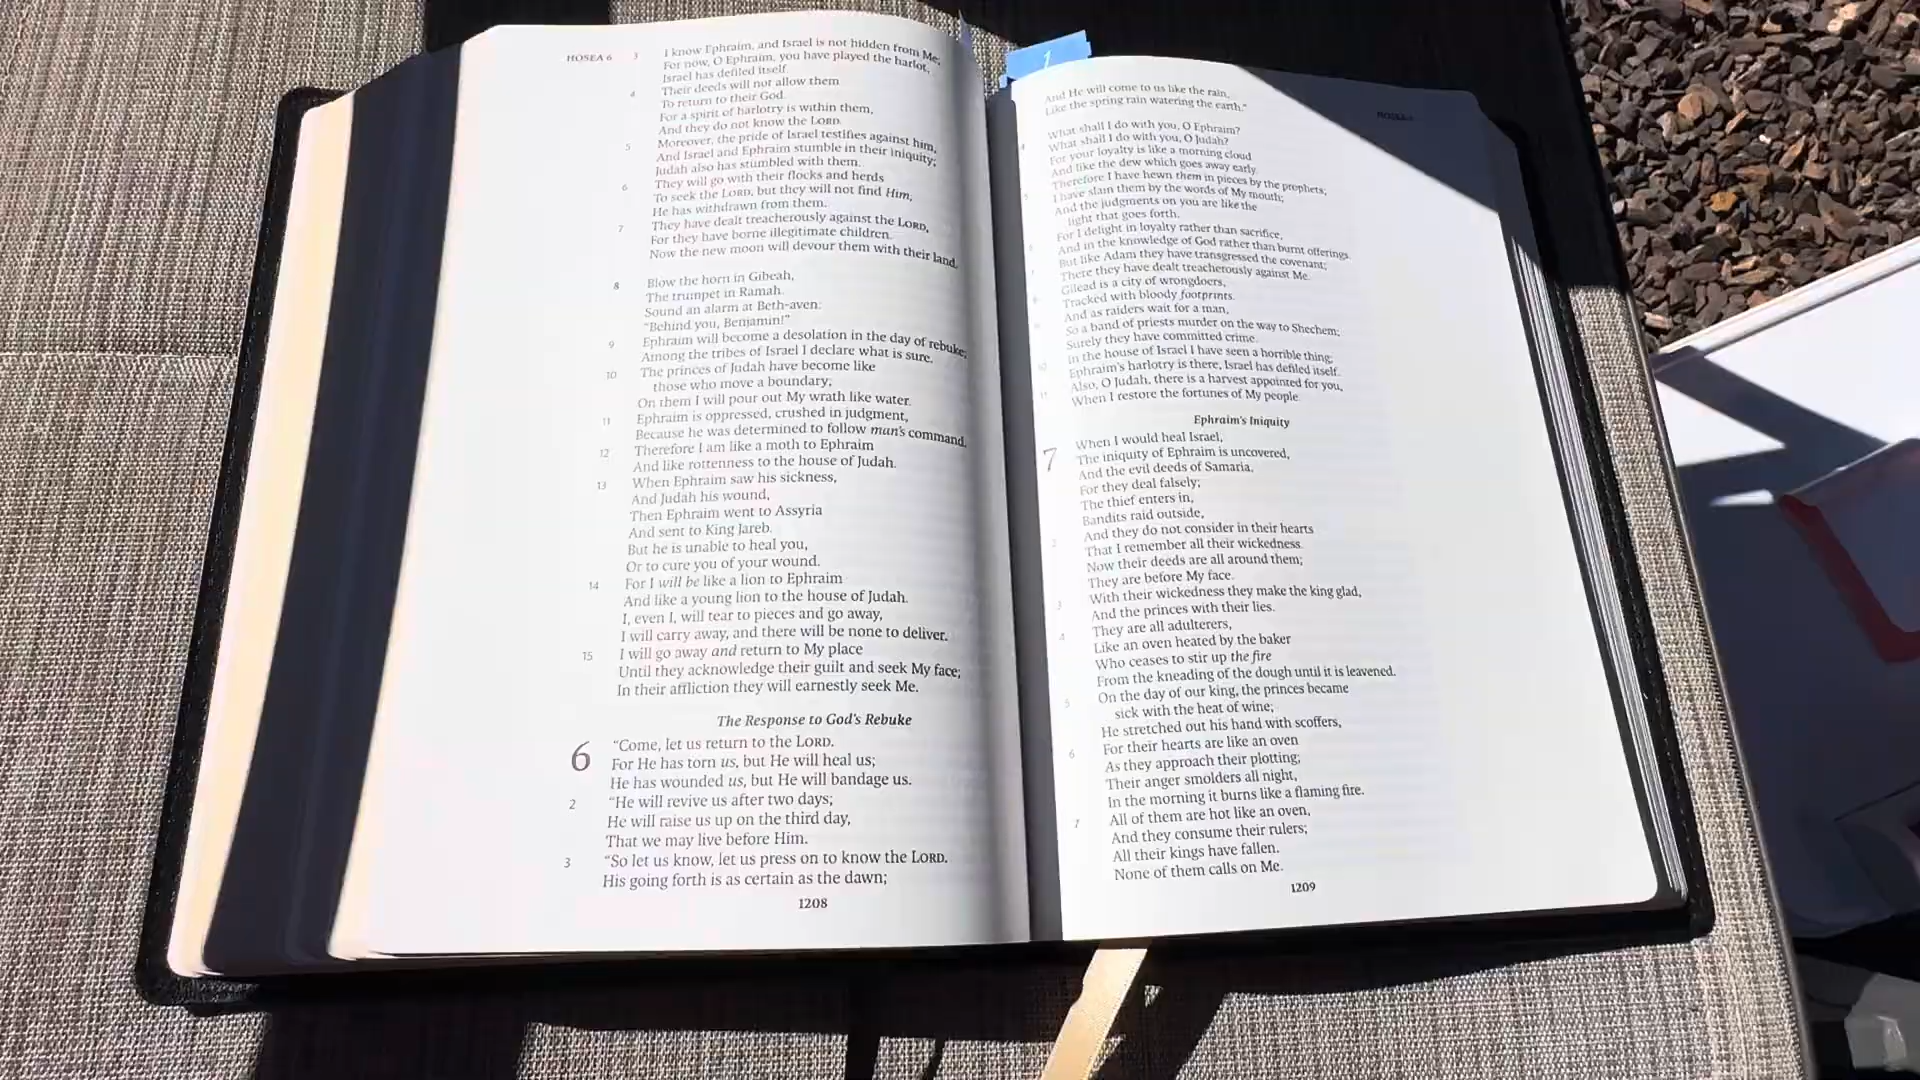 HOSEA 6
3 I know Ephraim, and Israel is not hidden from Me;
For now, O Ephraim, you have played the harlot,
Israel has defiled itself.
4 Their deeds will not allow them
To return to their God.
For a spirit of harlotry is within them,
And they do not know the LORD.
5 Moreover, the pride of Israel testifies against him,
And Israel and Ephraim stumble in their iniquity;
Judah also has stumbled with them.
6 They will go with their flocks and herds
To seek the LORD, but they will not find Him;
He has withdrawn from them.
7 They have dealt treacherously against the LORD,
For they have borne illegitimate children.
Now the new moon will devour them with their land.
8 Blow the horn in Gibeah,
The trumpet in Ramah.
Sound an alarm at Beth-aven:
"Behind you, Benjamin!"
9 Ephraim will become a desolation in the day of rebuke;
Among the tribes of Israel I declare what is sure.
10 The princes of Judah have become like
those who move a boundary;
On them I will pour out My wrath like water.
11 Ephraim is oppressed, crushed in judgment,
Because he was determined to follow man's command.
12 Therefore I am like a moth to Ephraim
And like rottenness to the house of Judah.
13 When Ephraim saw his sickness,
And Judah his wound,
Then Ephraim went to Assyria
And sent to King Jareb.
But he is unable to heal you,
Or to cure you of your wound.
14 For I will be like a lion to Ephraim
And like a young lion to the house of Judah.
I, even I, will tear to pieces and go away,
I will carry away, and there will be none to deliver.
15 I will go away and return to My place
Until they acknowledge their guilt and seek My face;
In their affliction they will earnestly seek Me.
The Response to God's Rebuke
6 "Come, let us return to the LORD.
For He has torn us, but He will heal us;
He has wounded us, but He will bandage us.
2 "He will revive us after two days;
He will raise us up on the third day,
That we may live before Him.
3 "So let us know, let us press on to know the LORD.
His going forth is as certain as the dawn;
1208
1
HOSEA
And He will come to us like the rain,
Like the spring rain watering the earth."
4 What shall I do with you, O Ephraim?
What shall I do with you, O Judah?
For your loyalty is like a morning cloud
And like the dew which goes away early.
5 Therefore I have hewn them in pieces by the prophets;
I have slain them by the words of My mouth;
And the judgments on you are like the
light that goes forth.
6 For I delight in loyalty rather than sacrifice,
And in the knowledge of God rather than burnt offerings.
7 But like Adam they have transgressed the covenant;
There they have dealt treacherously against Me.
8 Gilead is a city of wrongdoers,
Tracked with bloody footprints.
9 And as raiders wait for a man,
So a band of priests murder on the way to Shechem;
Surely they have committed crime.
10 In the house of Israel I have seen a horrible thing;
Ephraim's harlotry is there, Israel has defiled itself.
11 Also, O Judah, there is a harvest appointed for you,
When I restore the fortunes of My people.
Ephraim's Iniquity
7 When I would heal Israel,
The iniquity of Ephraim is uncovered,
And the evil deeds of Samaria,
For they deal falsely;
The thief enters in,
Bandits raid outside,
2 And they do not consider in their hearts
That I remember all their wickedness.
Now their deeds are all around them;
They are before My face.
3 With their wickedness they make the king glad,
And the princes with their lies.
4 They are all adulterers,
Like an oven heated by the baker
Who ceases to stir up the fire
From the kneading of the dough until it is leavened.
5 On the day of our king, the princes became
sick with the heat of wine;
He stretched out his hand with scoffers,
6 For their hearts are like an oven
As they approach their plotting;
Their anger smolders all night,
In the morning it burns like a flaming fire.
7 All of them are hot like an oven,
And they consume their rulers;
All their kings have fallen.
None of them calls on Me.
1209